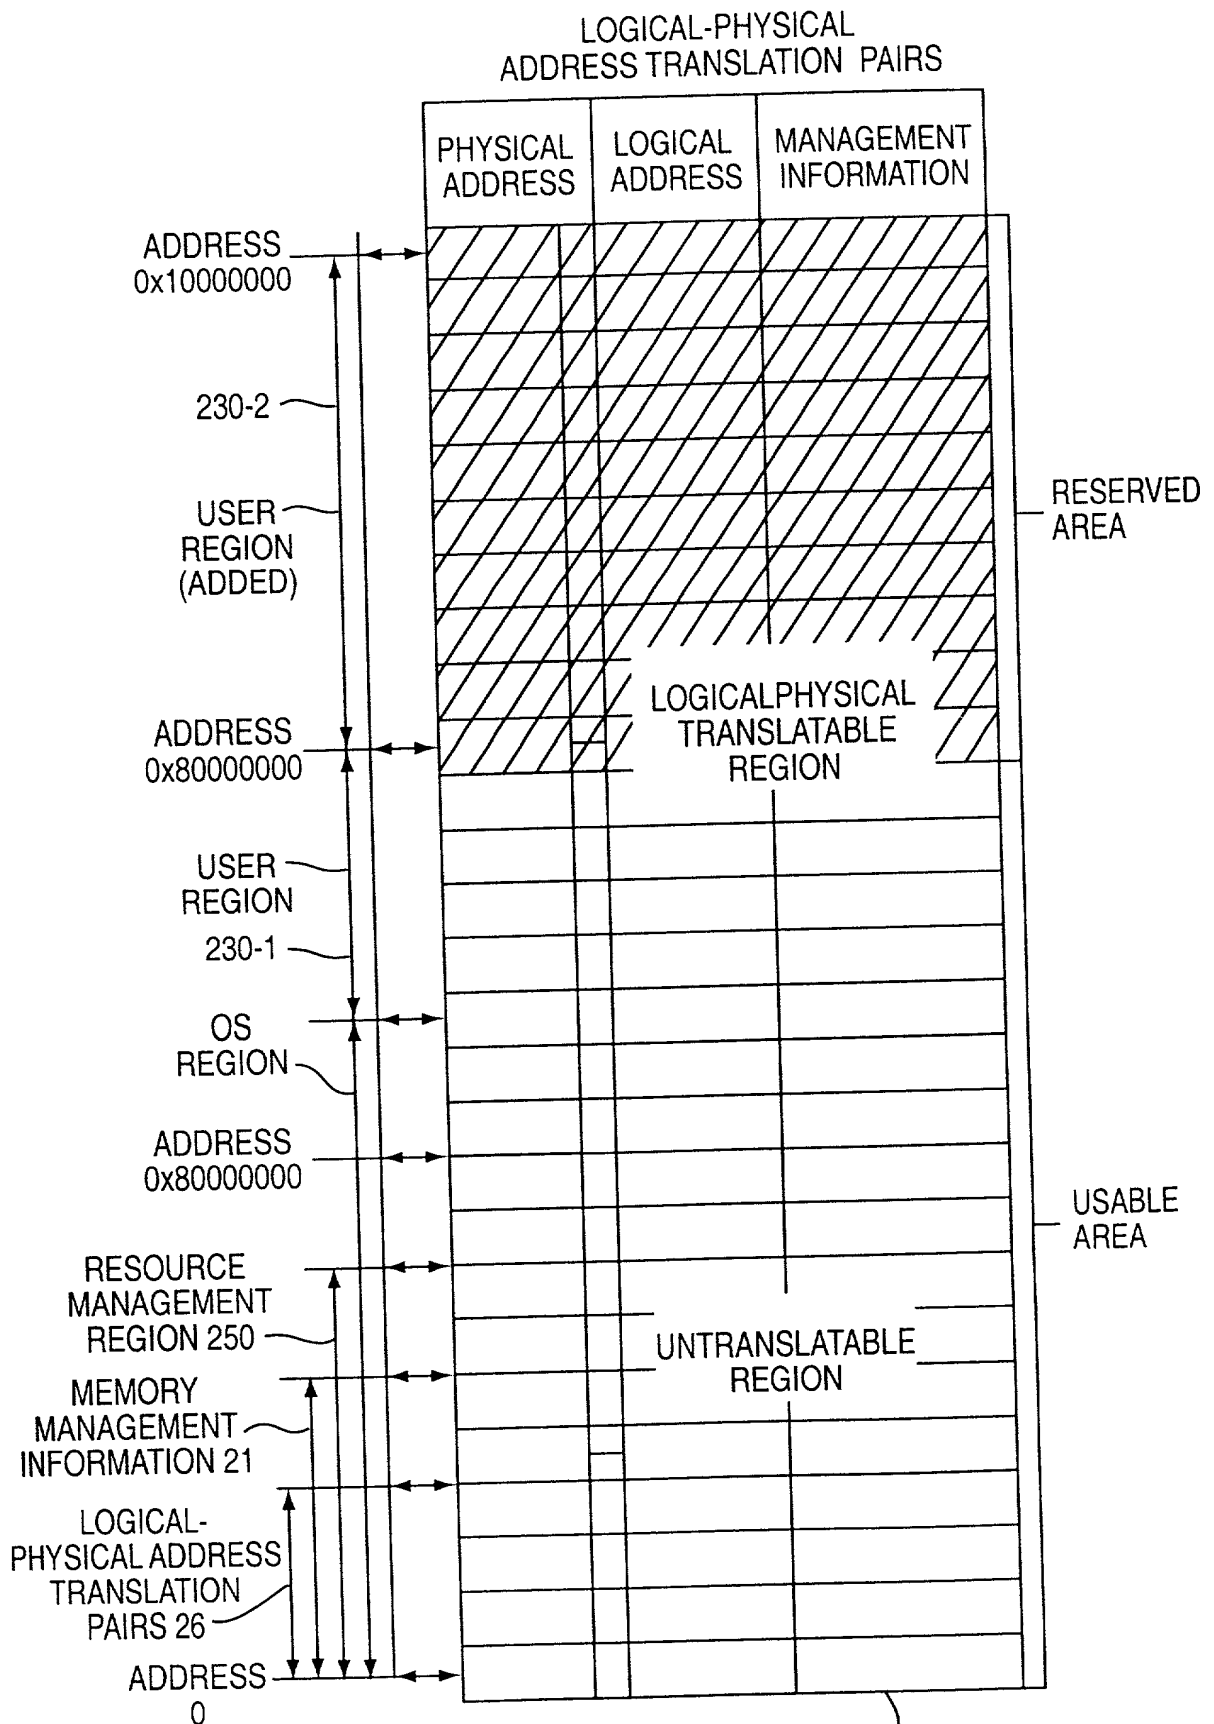 LOGICAL-PHYSICAL
ADDRESS TRANSLATION PAIRS
PHYSICAL
ADDRESS
LOGICAL
ADDRESS
MANAGEMENT
INFORMATION
ADDRESS
0x10000000
230-2
USER
REGION
(ADDED)
RESERVED
AREA
LOGICALPHYSICAL
TRANSLATABLE
REGION
ADDRESS
0x80000000
USER
REGION
230-1
OS
REGION
ADDRESS
0x80000000
USABLE
AREA
RESOURCE
MANAGEMENT
REGION 250
UNTRANSLATABLE
REGION
MEMORY
MANAGEMENT
INFORMATION 21
LOGICAL-
PHYSICAL ADDRESS
TRANSLATION
PAIRS 26
ADDRESS
0